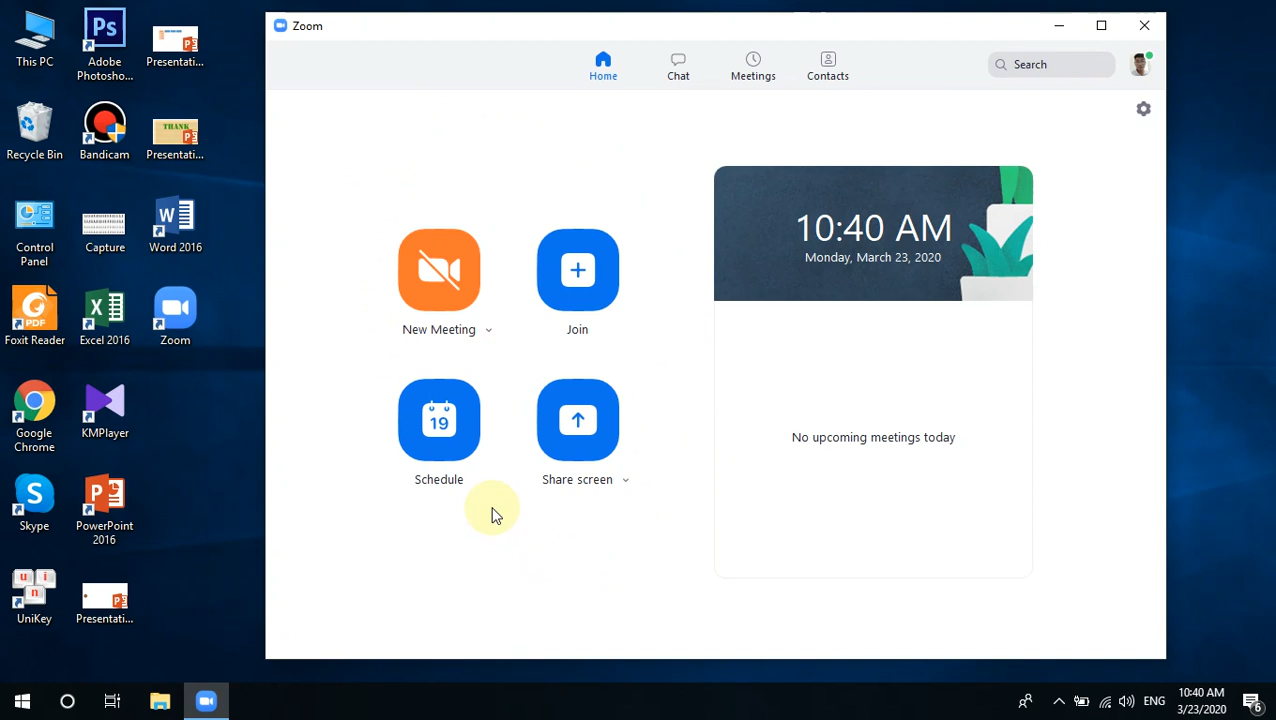 This PC
Adobe
Photosho...
Presentati...
Recycle Bin
Bandicam
THANK
Presentati...
Control
Panel
Capture
Word 2016
Foxit Reader
PDF
Excel 2016
Zoom
Google
Chrome
KMPlayer
Skype
PowerPoint
2016
UniKey
u i
n
Presentati...
Ps
Zoom
Home
Chat
Meetings
Contacts
Search
New Meeting
Join
19
Schedule
Share screen
10:40 AM
Monday, March 23, 2020
No upcoming meetings today
ENG
10:40 AM
3/23/2020
6